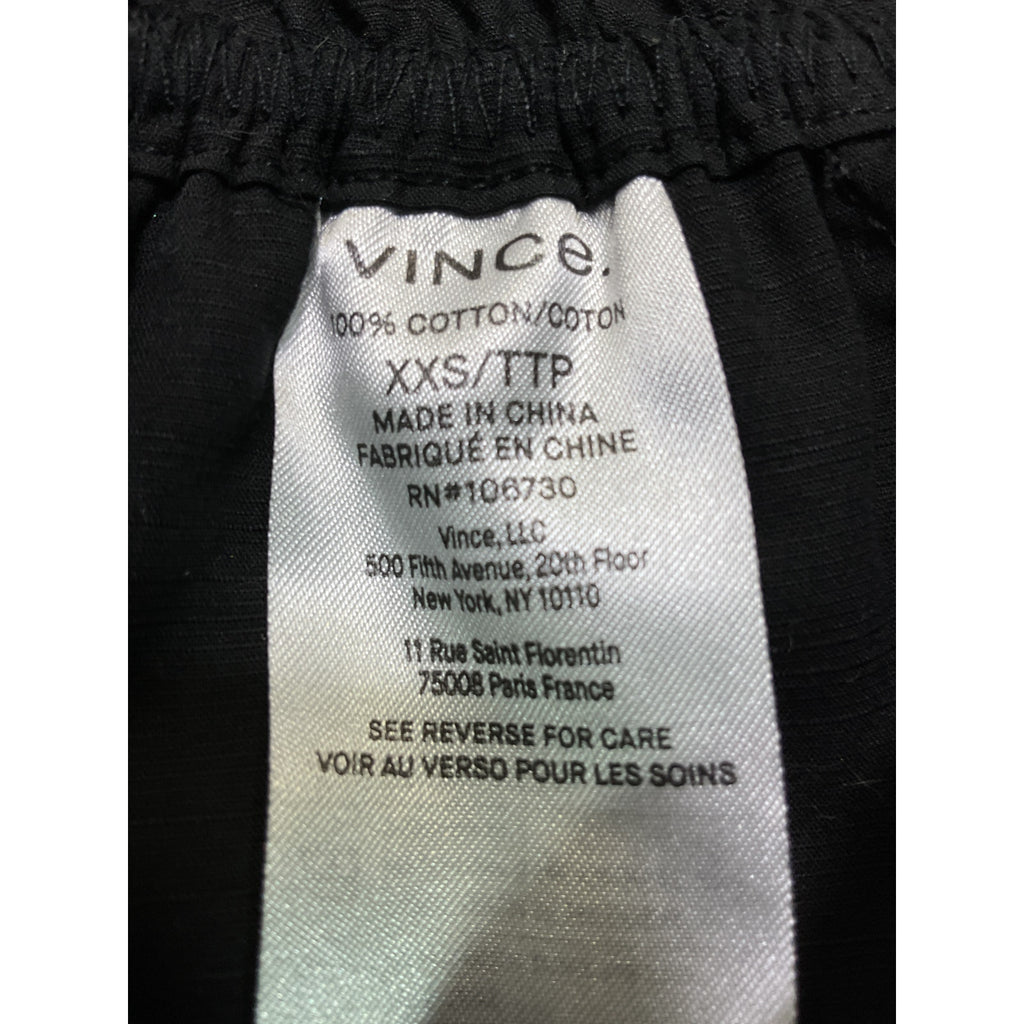 VINCe.
100% COTTON/COTON
XXS/TTP
MADE IN CHINA
FABRIQUÉ EN CHINE
RN#106730
Vince, LLC
500 Fifth Avenue, 20th Floor
New York, NY 10110
11 Rue Saint Florentin
75008 Paris France
SEE REVERSE FOR CARE
VOIR AU VERSO POUR LES SOINS